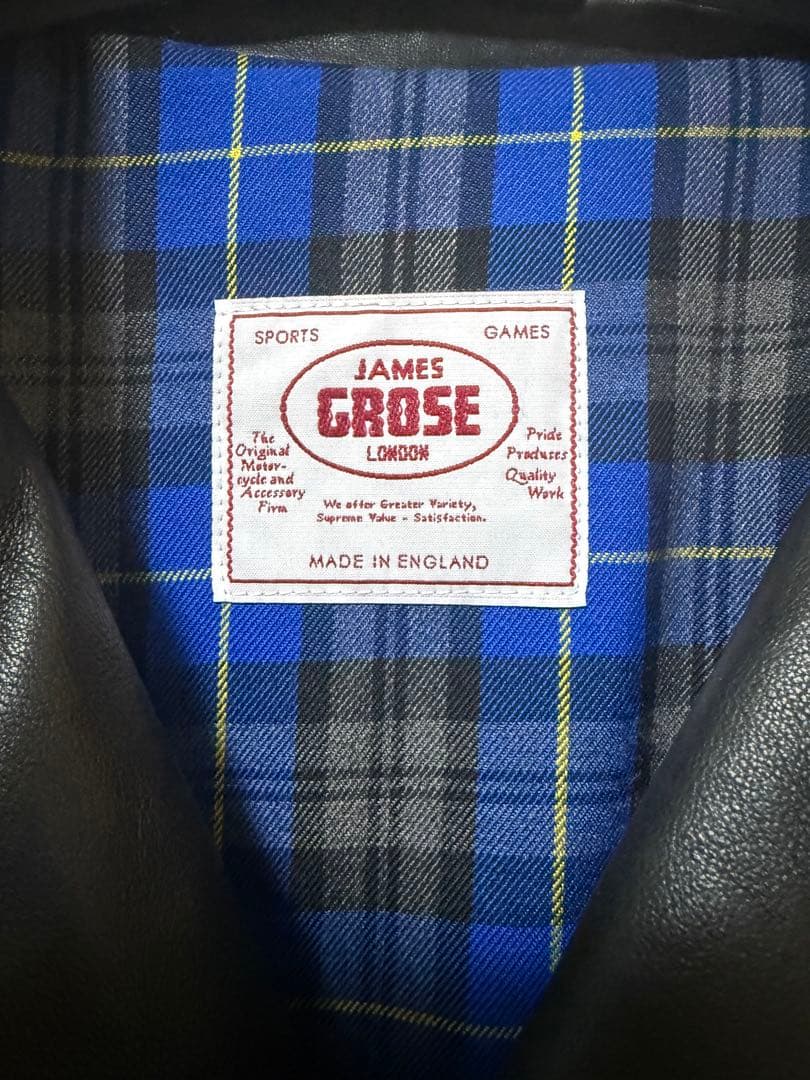 SPORTS
GAMES
JAMES
GROSE
LONDON
The
Original
Motor-
cycle and
Accessory
Firm
Pride
Produces
Quality
Work
We offer Greater Variety,
Supreme Value - Satisfaction.
MADE IN ENGLAND